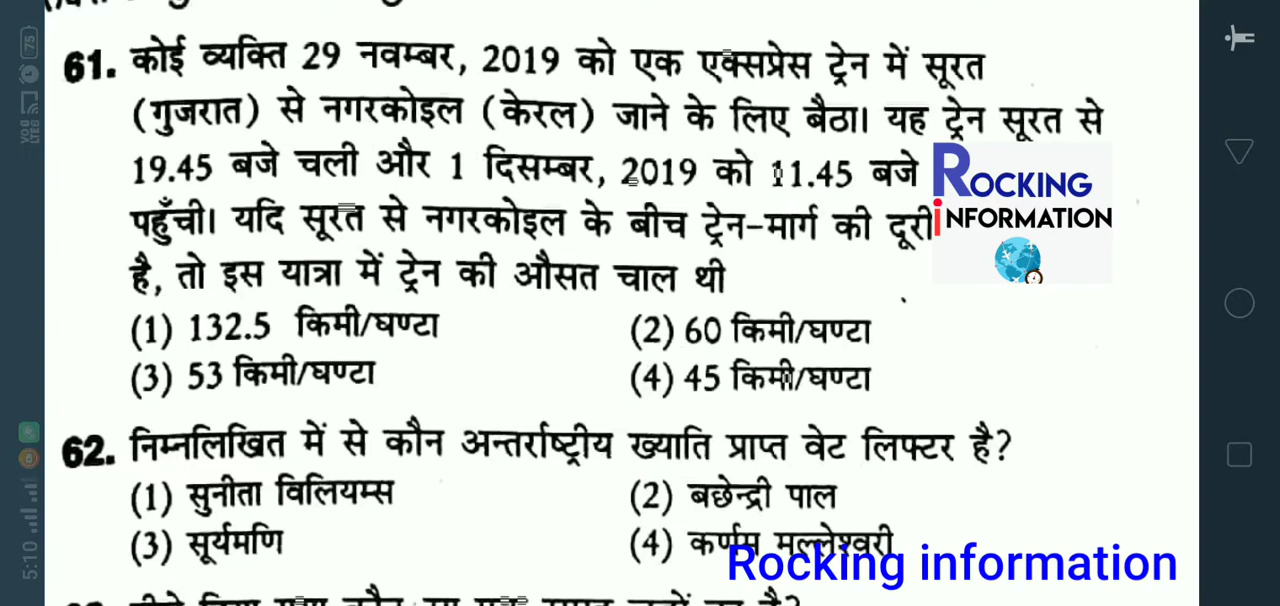 61. कोई व्यक्ति 29 नवम्बर, 2019 को एक एक्सप्रेस ट्रेन में सूरत
(गुजरात) से नगरकोइल (केरल) जाने के लिए बैठा। यह ट्रेन सूरत से
19.45 बजे चली और 1 दिसम्बर, 2019 को 11.45 बजे
पहुँची। यदि सूरत से नगरकोइल के बीच ट्रेन-मार्ग की दूरी
है, तो इस यात्रा में ट्रेन की औसत चाल थी
(1) 132.5 किमी/घण्टा (2) 60 किमी/घण्टा
(3) 53 किमी/घण्टा (4) 45 किमी/घण्टा
ROCKING
iNFORMATION
62. निम्नलिखित में से कौन अन्तर्राष्ट्रीय ख्याति प्राप्त वेट लिफ्टर है?
(1) सुनीता विलियम्स (2) बछेन्द्री पाल
(3) सूर्यमणि (4) कर्णम मल्लेश्वरी
Rocking information
5:10
75